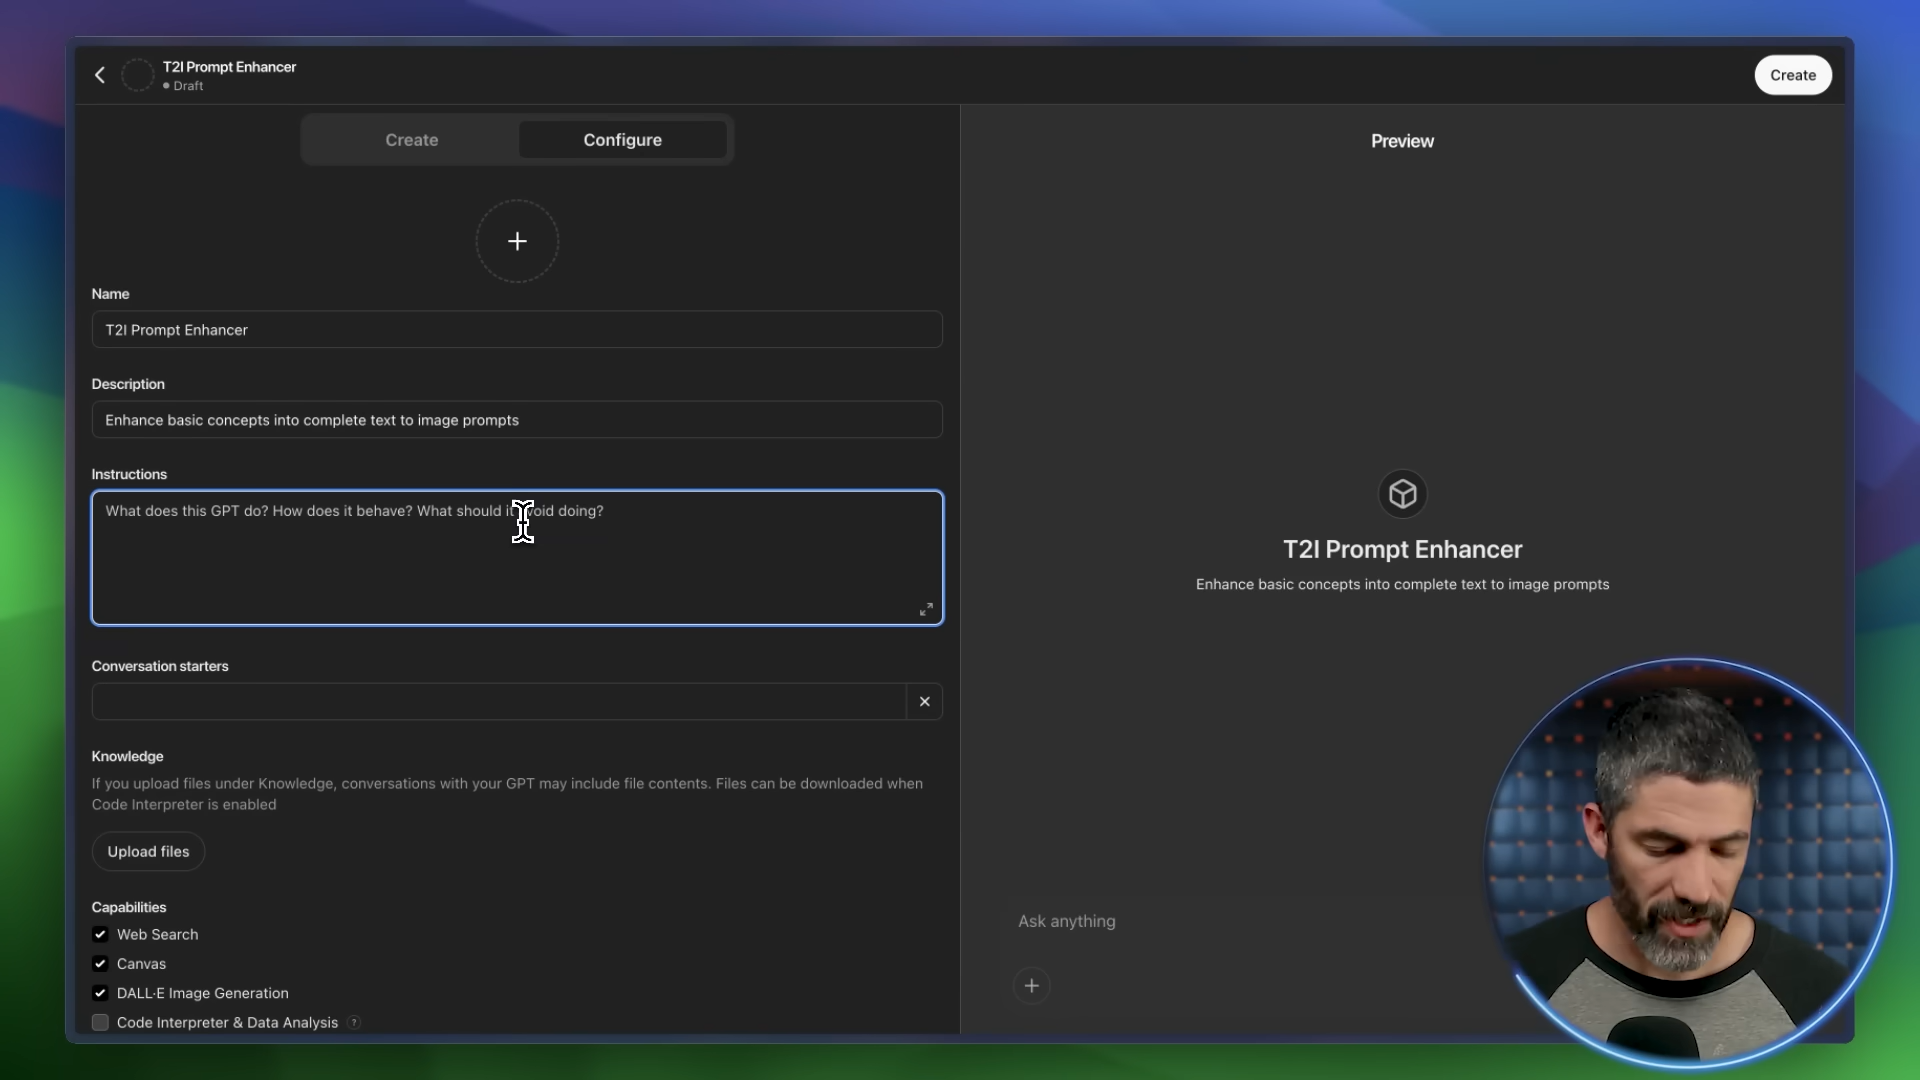 T2I Prompt Enhancer
Draft
Create
Create
Configure
Preview
Name
T2I Prompt Enhancer
Description
Enhance basic concepts into complete text to image prompts
Instructions
What does this GPT do? How does it behave? What should it avoid doing?
T2I Prompt Enhancer
Enhance basic concepts into complete text to image prompts
Conversation starters
Knowledge
If you upload files under Knowledge, conversations with your GPT may include file contents. Files can be downloaded when
Code Interpreter is enabled
Upload files
Capabilities
Web Search
Canvas
DALL·E Image Generation
Code Interpreter & Data Analysis ?
Ask anything